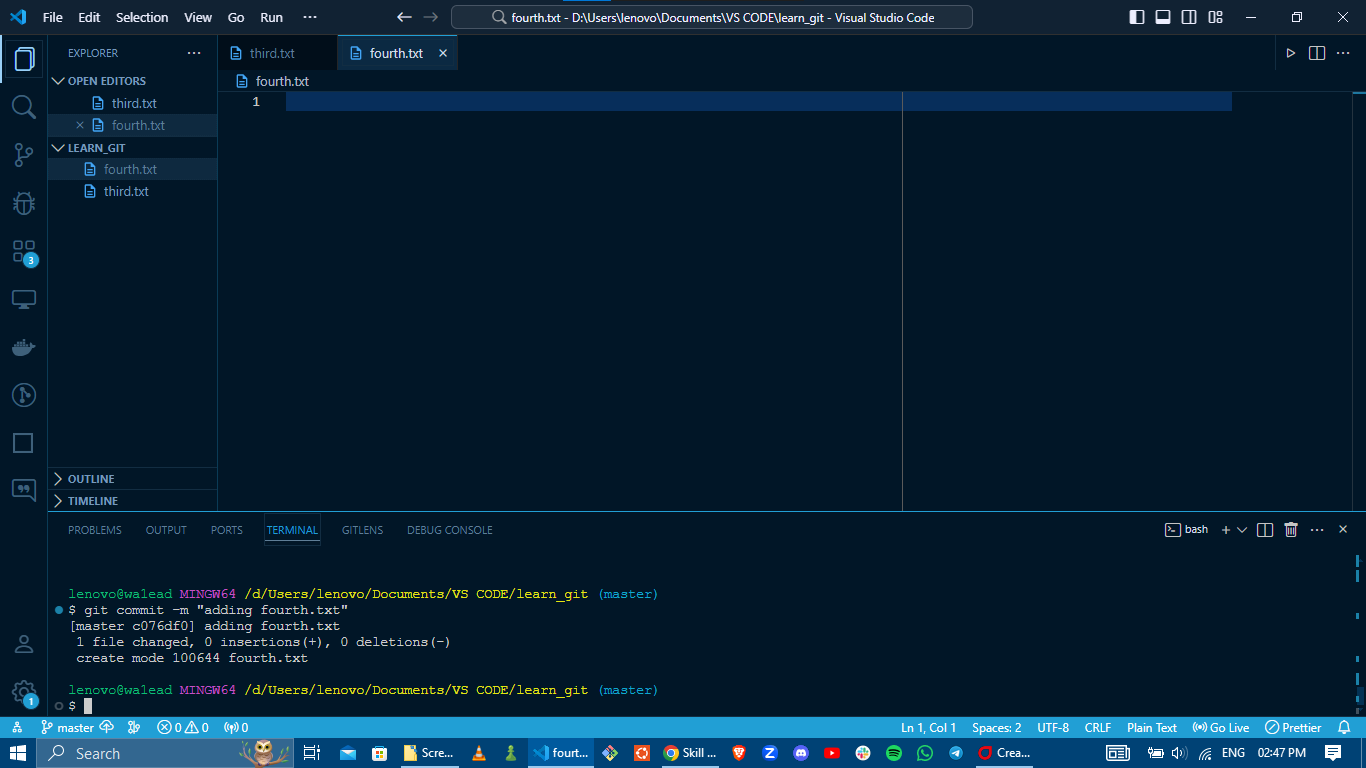 File Edit Selection View Go Run ···
fourth.txt - D:\Users\lenovo\Documents\VS CODE\learn_git - Visual Studio Code
EXPLORER ···
OPEN EDITORS
third.txt
fourth.txt
LEARN_GIT
fourth.txt
third.txt
OUTLINE
TIMELINE
3
1
third.txt fourth.txt
fourth.txt
1
PROBLEMS OUTPUT PORTS TERMINAL GITLENS DEBUG CONSOLE bash
lenovo@wa1ead MINGW64 /d/Users/lenovo/Documents/VS CODE/learn_git (master)
$ git commit -m "adding fourth.txt"
[master c076df0] adding fourth.txt
1 file changed, 0 insertions(+), 0 deletions(-)
create mode 100644 fourth.txt
lenovo@wa1ead MINGW64 /d/Users/lenovo/Documents/VS CODE/learn_git (master)
$
master 0 0 0 Ln 1, Col 1 Spaces: 2 UTF-8 CRLF Plain Text Go Live Prettier
Search Scre... fourt... Skill ... Crea... ENG 02:47 PM